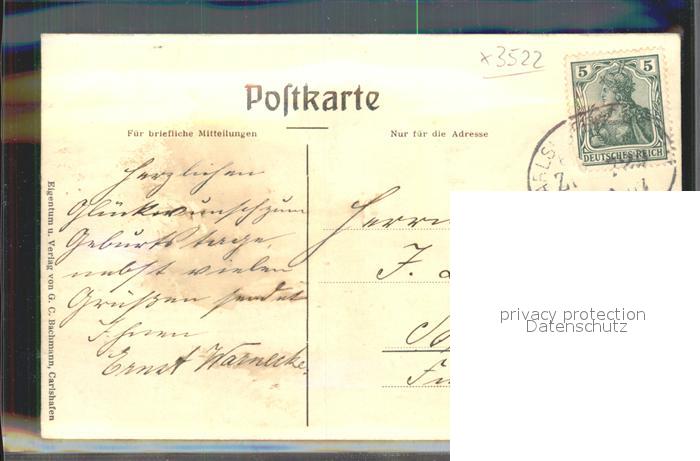 x3522
5 5
DEUTSCHES REICH
Postkarte
Für briefliche Mitteilungen
Nur für die Adresse
Herzlichen
Glückwunsch zum
Geburtstage,
nebst vielen
Grüßen sendet
Ihnen
Ernst Warnecke.
Herrn
J.
Eigentum u. Verlag von G. C. Bachmann, Carlshafen
privacy protection
Datenschutz